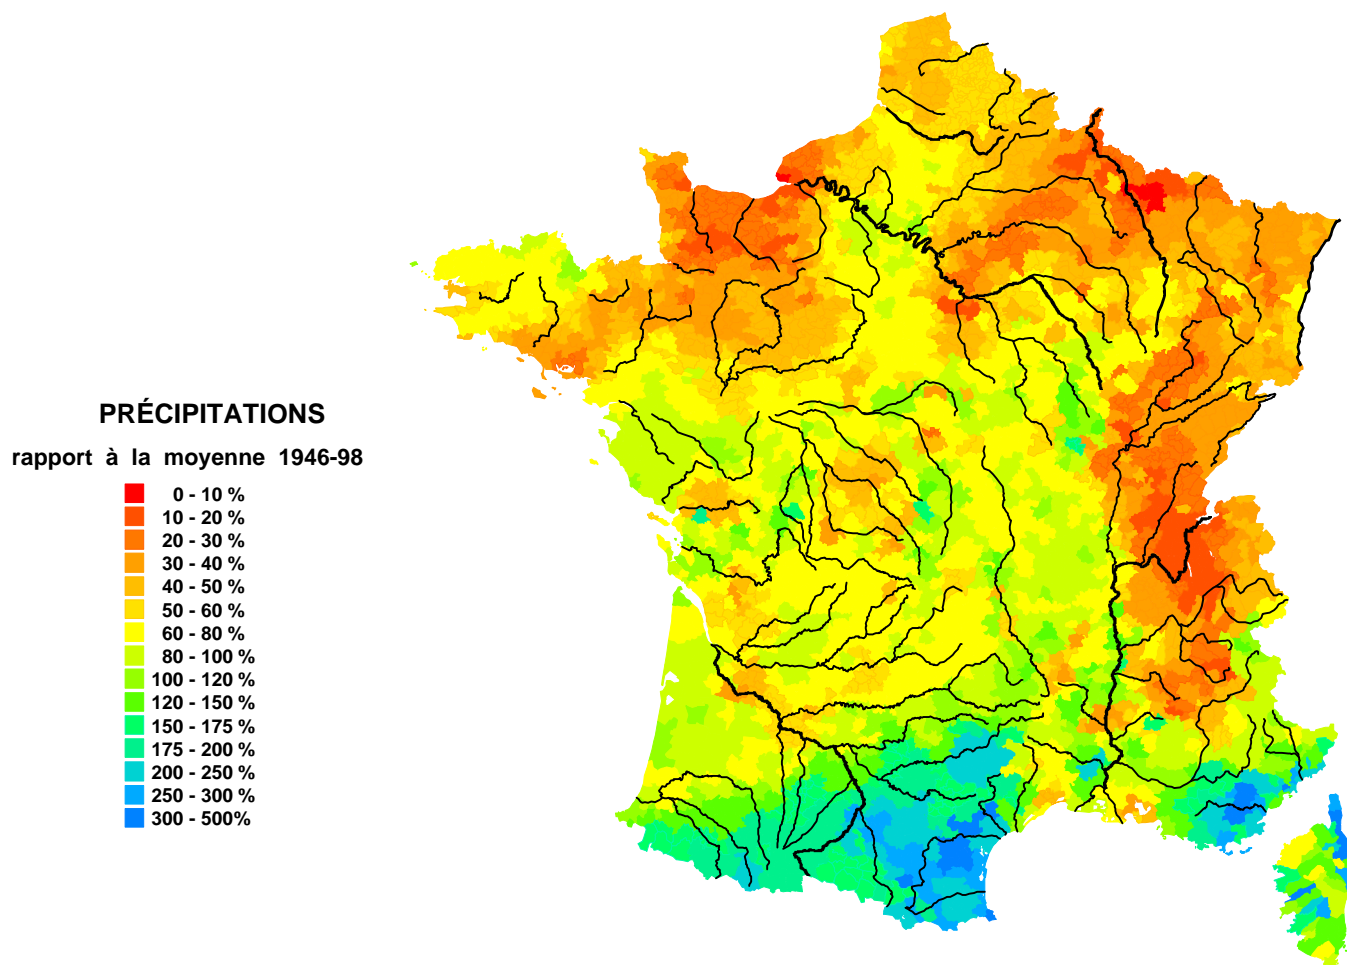 PRÉCIPITATIONS
rapport à la moyenne 1946-98
0 - 10 %
10 - 20 %
20 - 30 %
30 - 40 %
40 - 50 %
50 - 60 %
60 - 80 %
80 - 100 %
100 - 120 %
120 - 150 %
150 - 175 %
175 - 200 %
200 - 250 %
250 - 300 %
300 - 500%